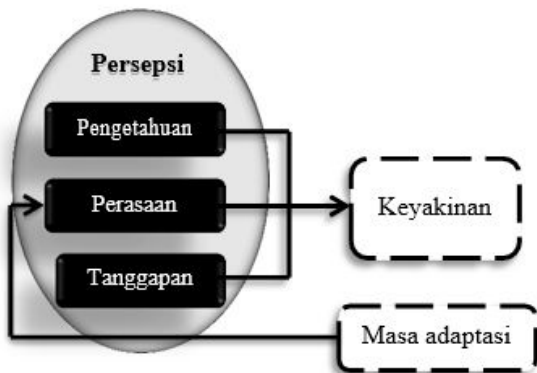 Persepsi
Pengetahuan
Perasaan
Keyakinan
Tanggapan
Masa adaptasi